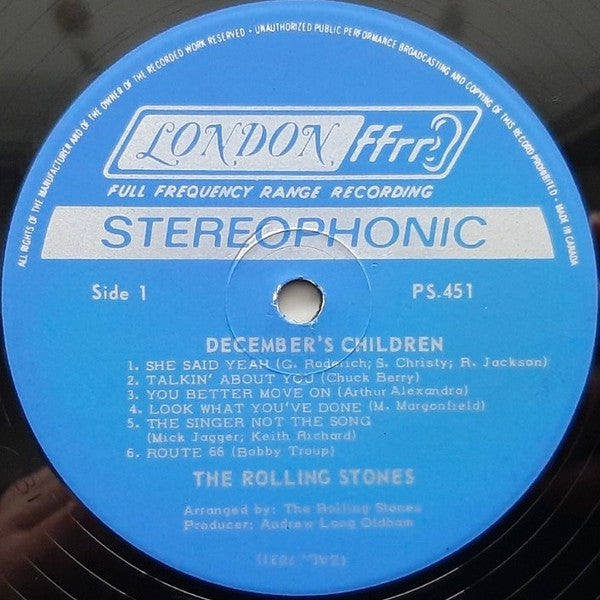 ALL RIGHTS OF THE MANUFACTURER AND OF THE OWNER OF THE RECORDED WORK RESERVED • UNAUTHORIZED PUBLIC PERFORMANCE BROADCASTING AND COPYING OF THIS RECORD PROHIBITED • MADE IN CANADA
LONDON ffrr
FULL FREQUENCY RANGE RECORDING
STEREOPHONIC
Side 1 PS.451
DECEMBER'S CHILDREN
1. SHE SAID YEAH (G. Roderich; S. Christy; R. Jackson)
2. TALKIN' ABOUT YOU (Chuck Berry)
3. YOU BETTER MOVE ON (Arthur Alexandra)
4. LOOK WHAT YOU'VE DONE (M. Morganfield)
5. THE SINGER NOT THE SONG
(Mick Jagger; Keith Richard)
6. ROUTE 66 (Bobby Troup)
THE ROLLING STONES
Arranged by: The Rolling Stones
Producer: Andrew Loog Oldham